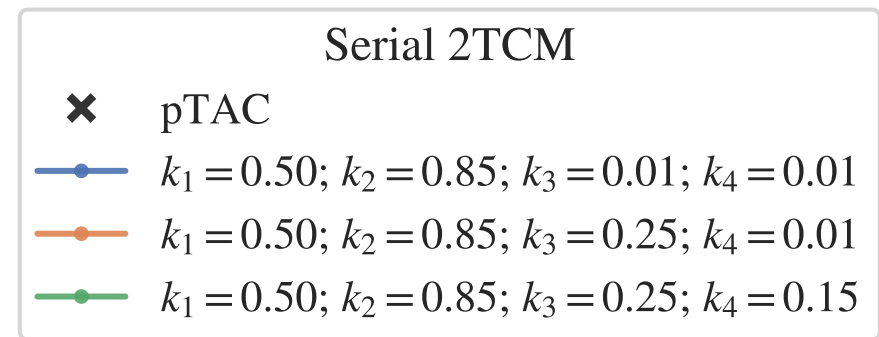 Serial 2TCM
pTAC
k₁ = 0.50; k₂ = 0.85; k₃ = 0.01; k₄ = 0.01
k₁ = 0.50; k₂ = 0.85; k₃ = 0.25; k₄ = 0.01
k₁ = 0.50; k₂ = 0.85; k₃ = 0.25; k₄ = 0.15